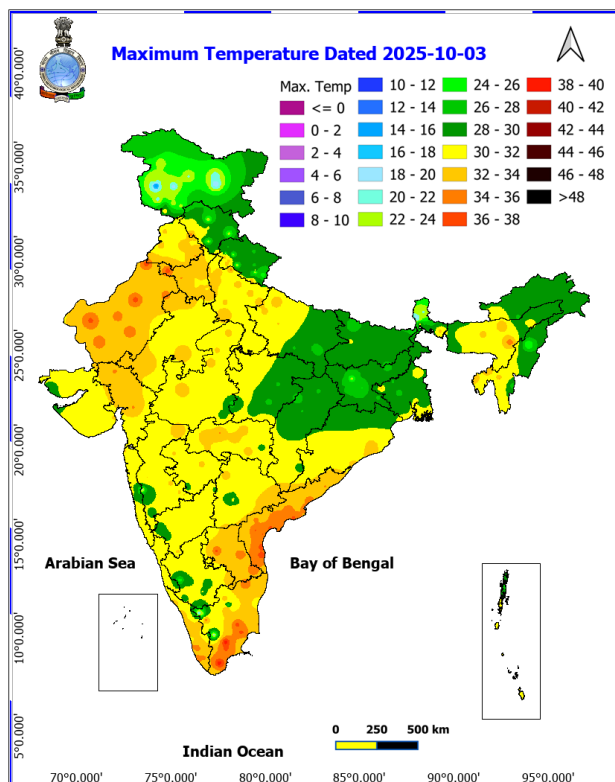 Maximum Temperature Dated 2025-10-03
Max. Temp
<= 0
0 - 2
2 - 4
4 - 6
6 - 8
8 - 10
10 - 12
12 - 14
14 - 16
16 - 18
18 - 20
20 - 22
22 - 24
24 - 26
26 - 28
28 - 30
30 - 32
32 - 34
34 - 36
36 - 38
38 - 40
40 - 42
42 - 44
44 - 46
46 - 48
>48
40°0.000'
35°0.000'
30°0.000'
25°0.000'
20°0.000'
15°0.000'
10°0.000'
5°0.000'
Arabian Sea
Bay of Bengal
0 250 500 km
Indian Ocean
70°0.000' 75°0.000' 80°0.000' 85°0.000' 90°0.000' 95°0.000'